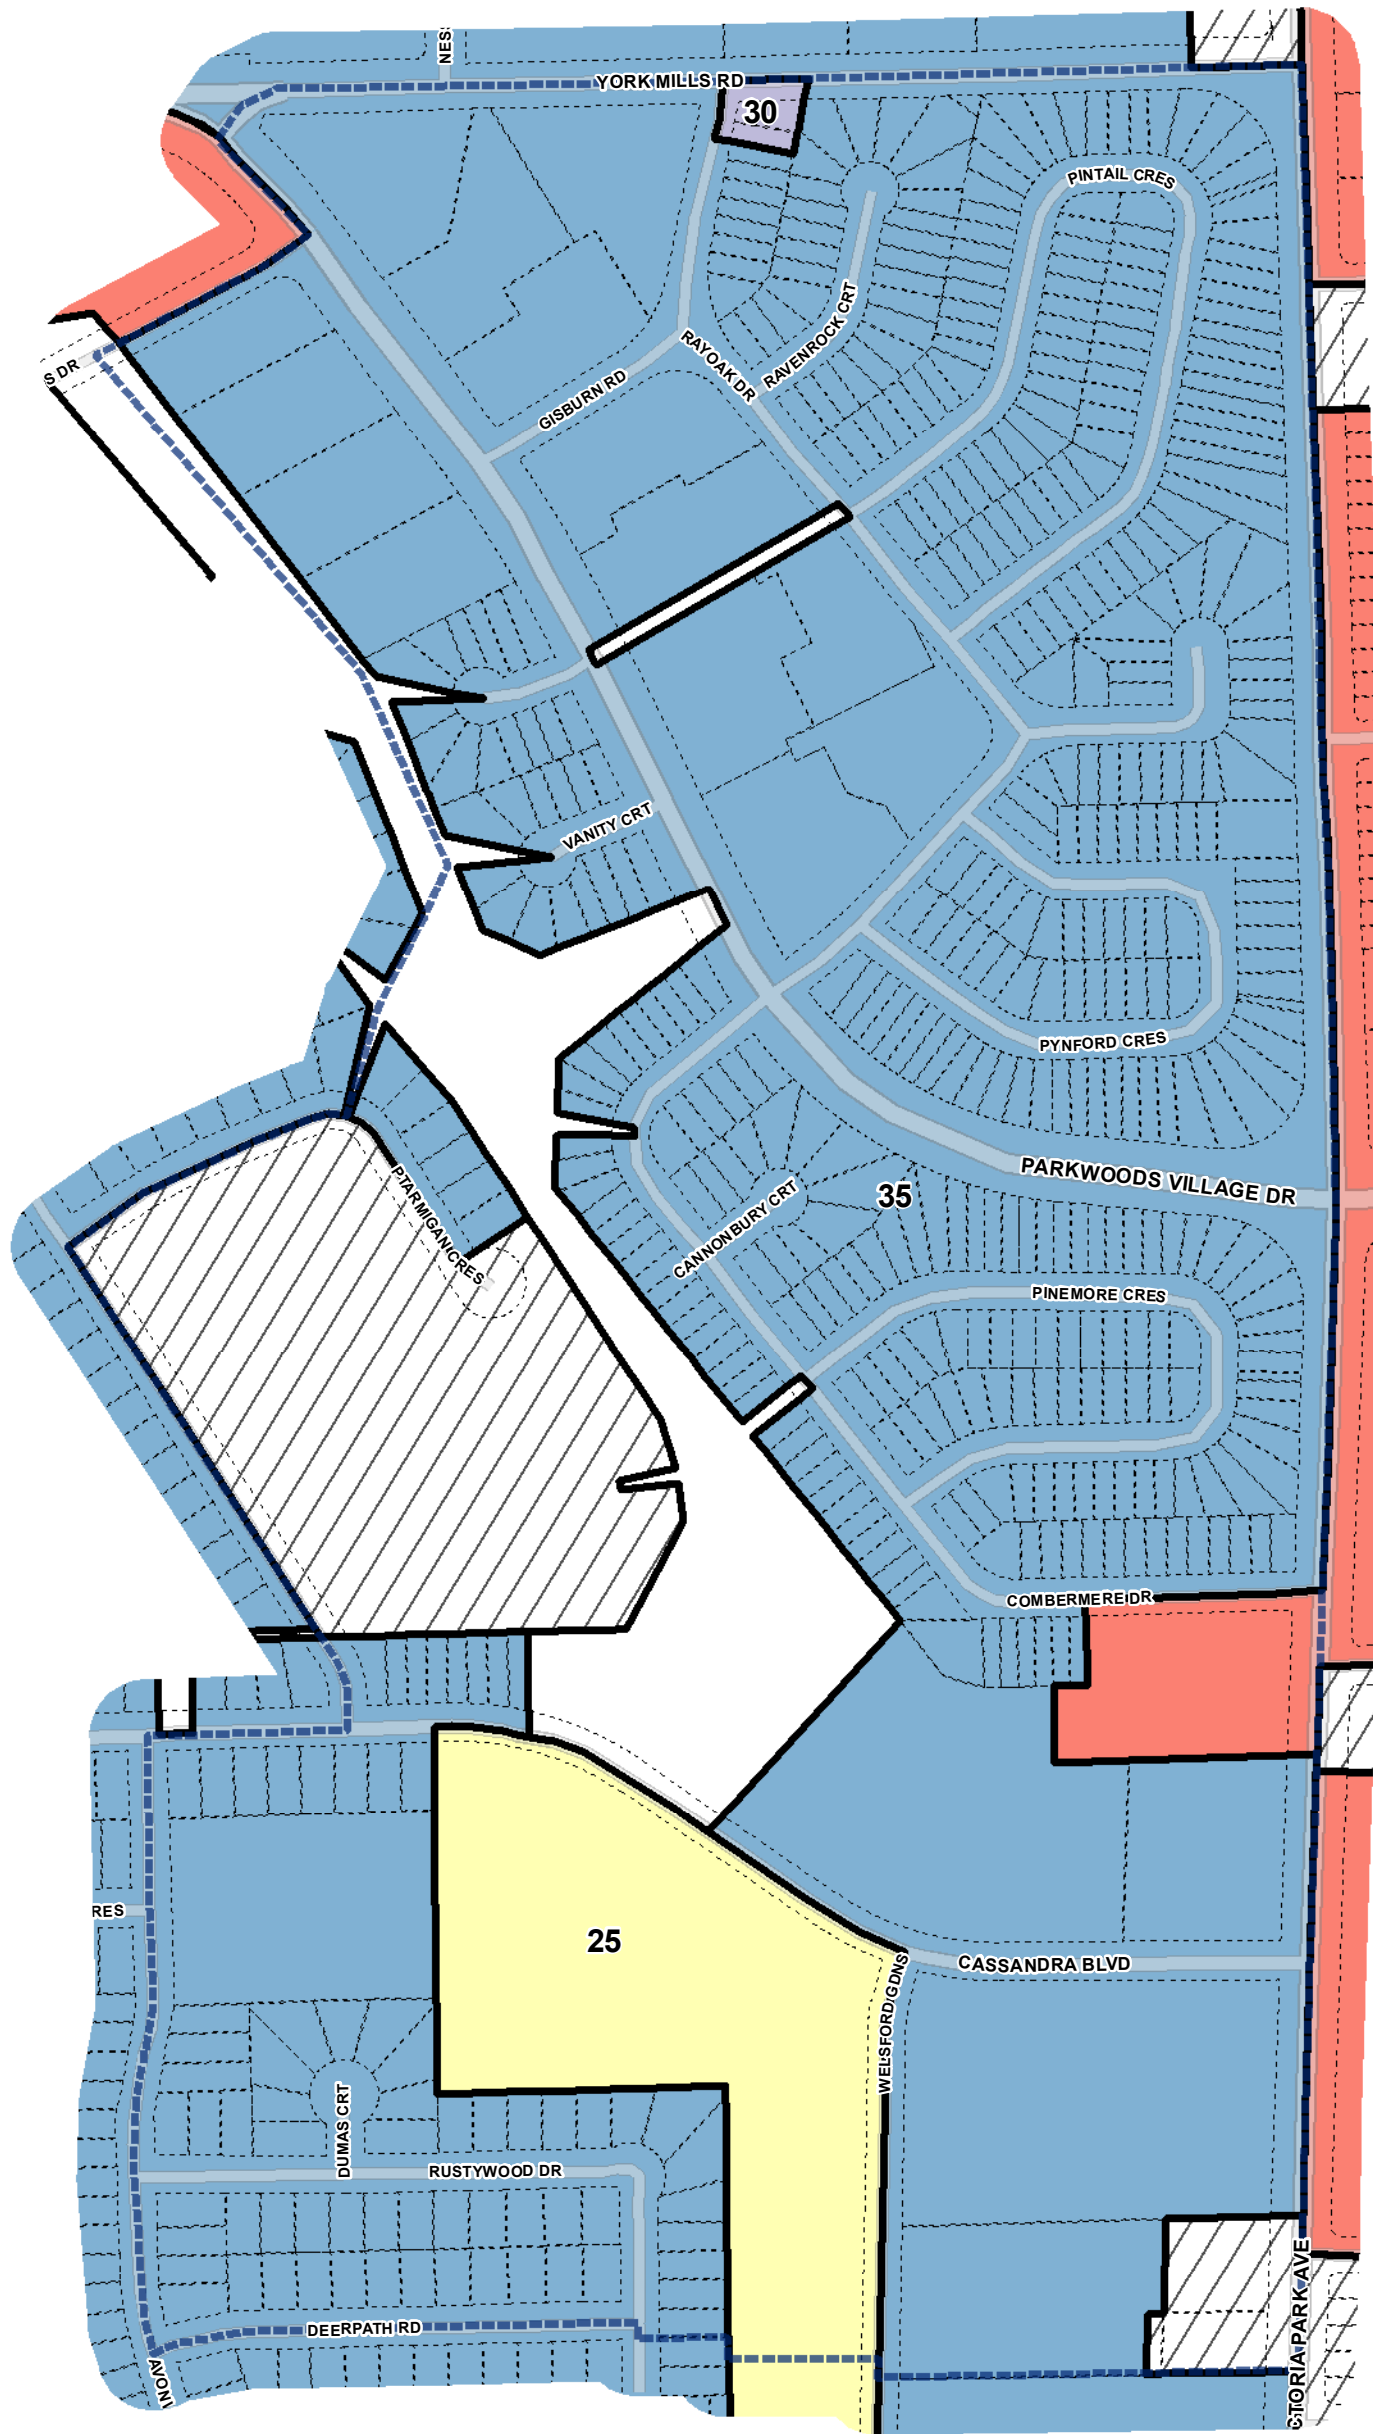 NES
YORK MILLS RD
30
PINTAIL CRES
S DR
RAVENROCK CRT
RAYOAK DR
GISBURN RD
VANITY CRT
PYNFORD CRES
PARKWOODS VILLAGE DR
PTARMIGAN CRES
CANNONBURY CRT
35
PINEMORE CRES
COMBERMERE DR
RES
25
CASSANDRA BLVD
WELSFORD GDNS
DUMAS CRT
RUSTYWOOD DR
DEERPATH RD
CTORIA PARK AVE